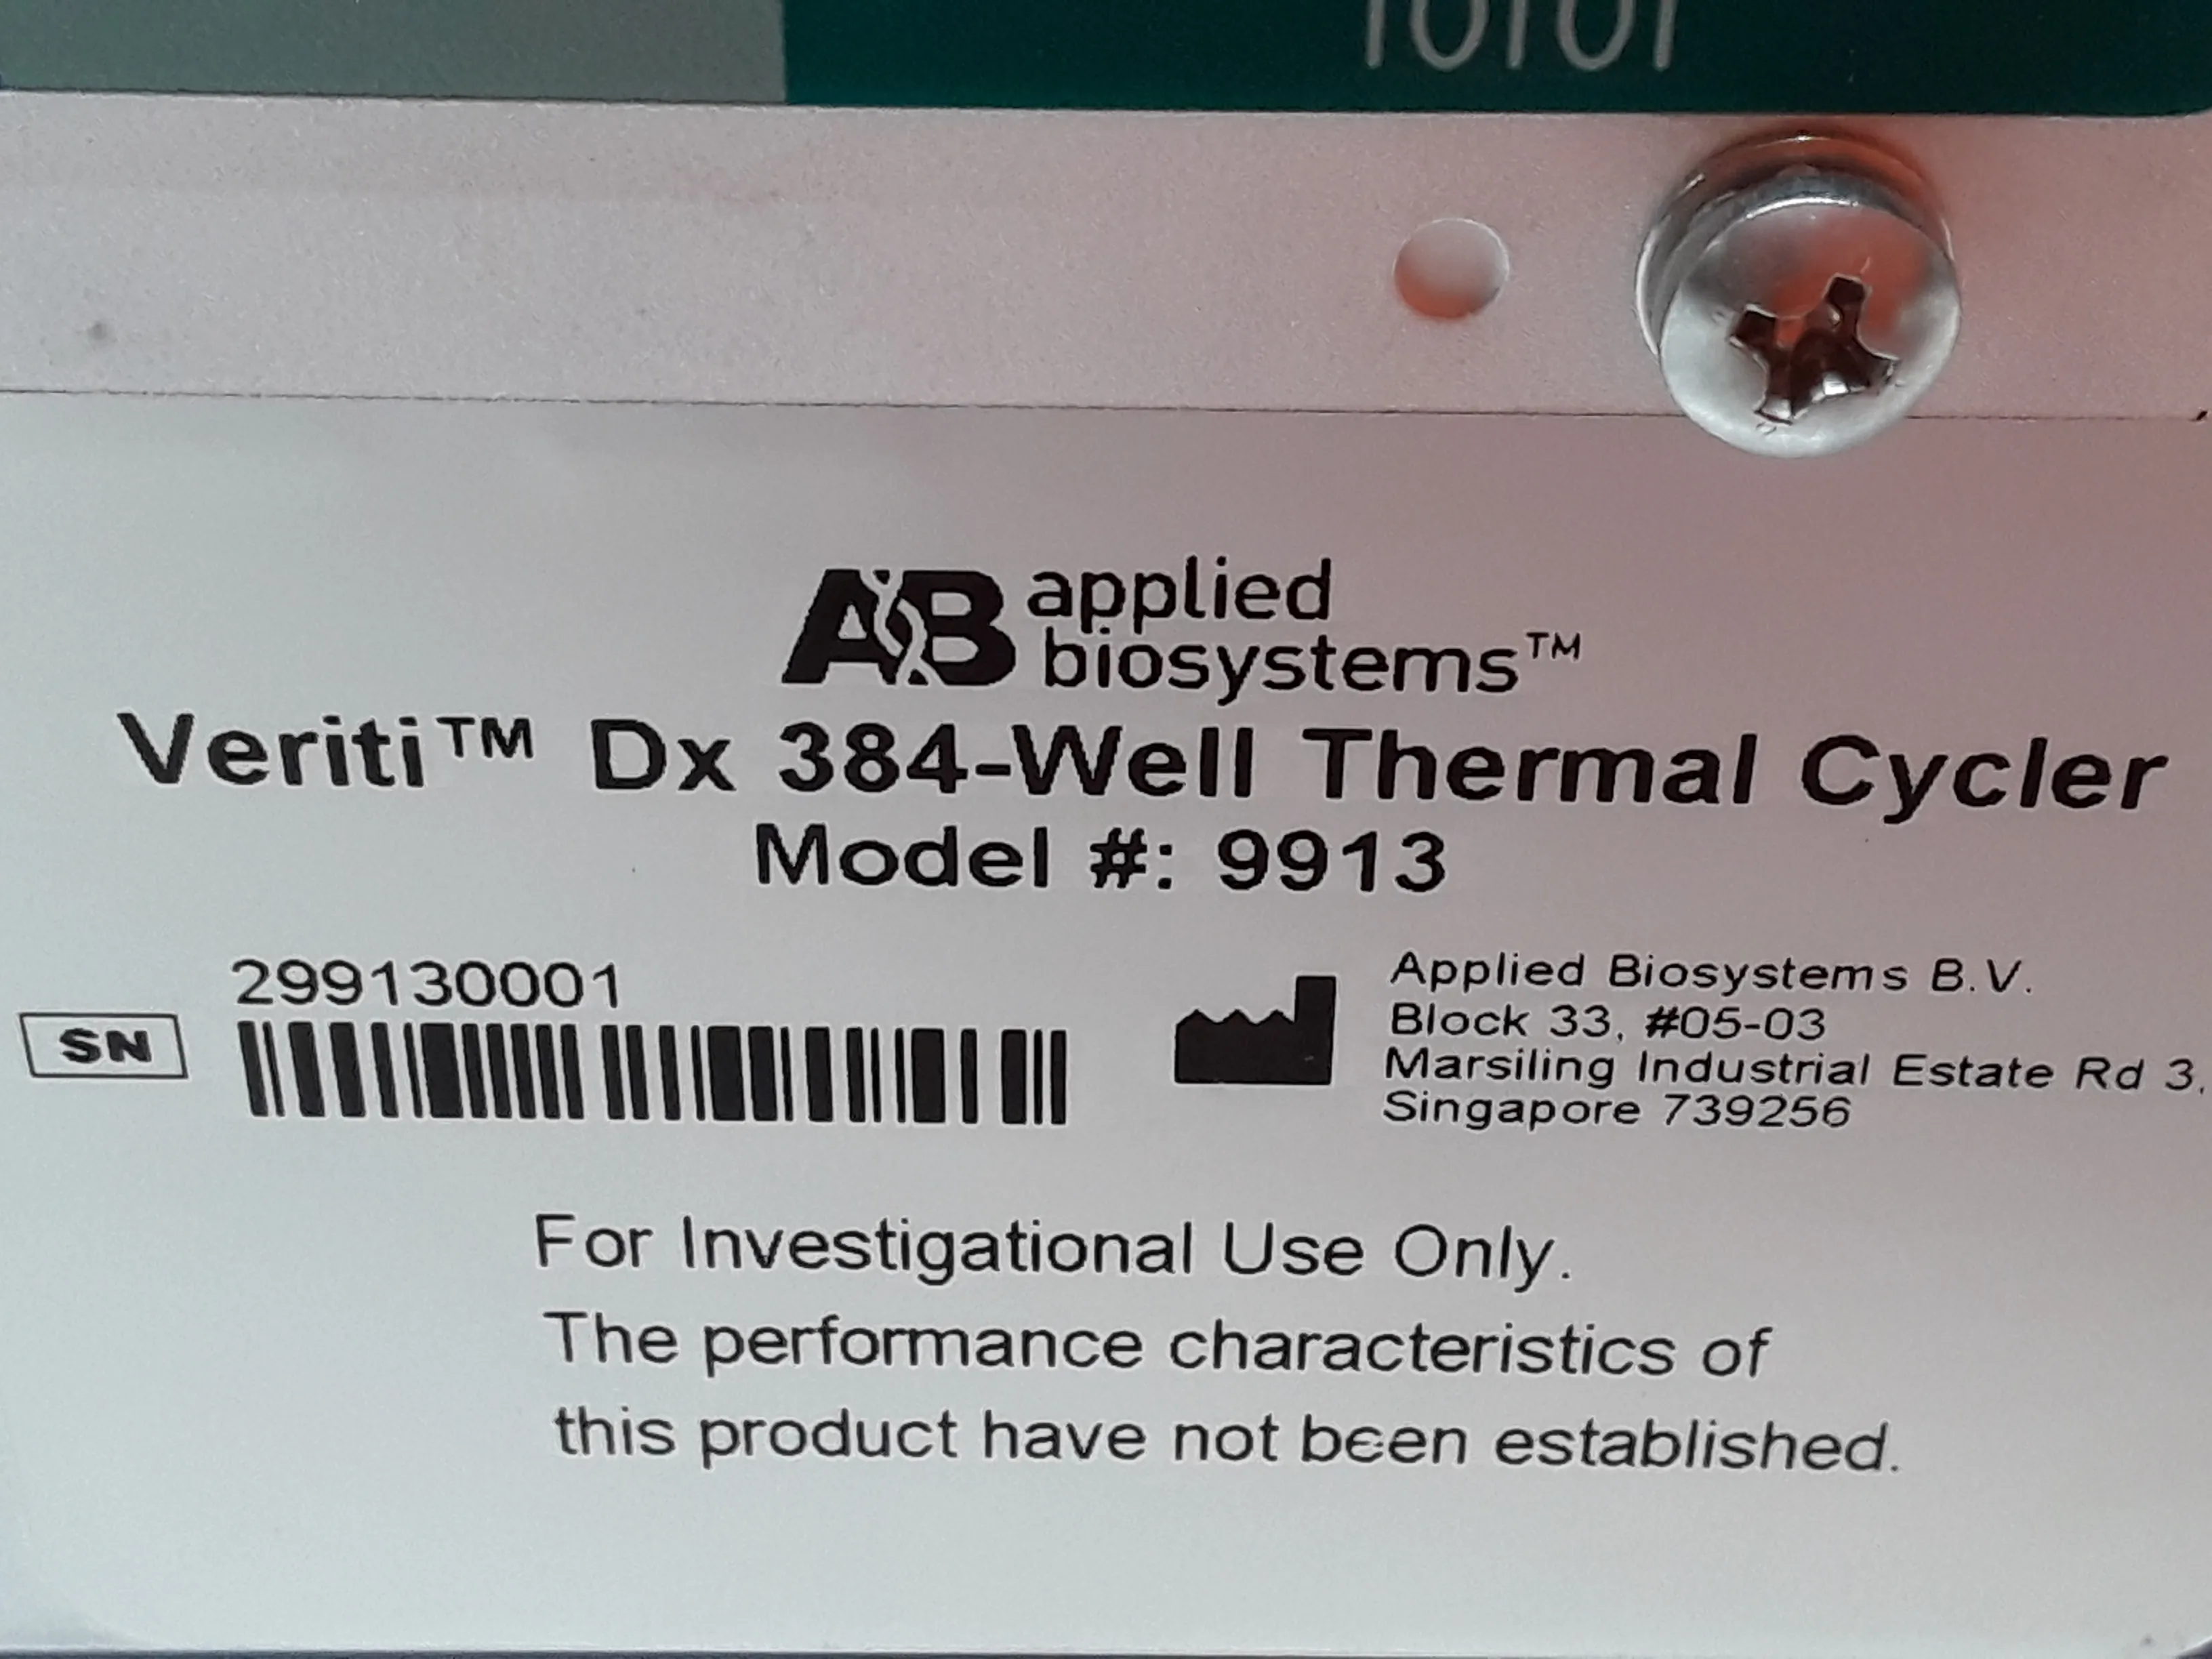 IOIOI
AB applied
biosystems™
Veriti™ Dx 384-Well Thermal Cycler
Model #: 9913
299130001
SN
Applied Biosystems B.V.
Block 33, #05-03
Marsiling Industrial Estate Rd 3,
Singapore 739256
For Investigational Use Only.
The performance characteristics of
this product have not been established.